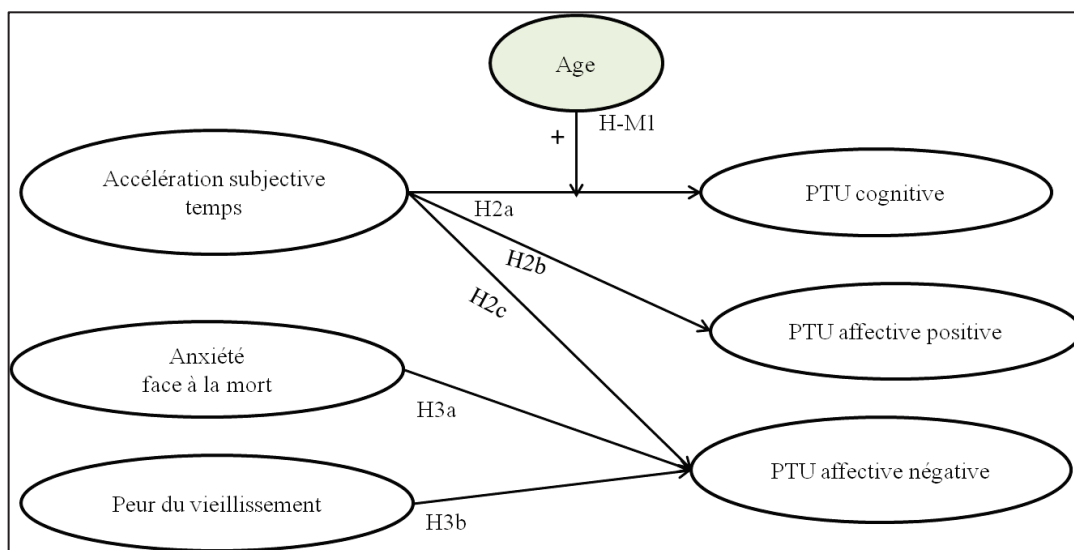 Age
+
H-M1
Accélération subjective
temps
H2a
PTU cognitive
H2b
H2c
PTU affective positive
Anxiété
face à la mort
H3a
PTU affective négative
Peur du vieillissement
H3b